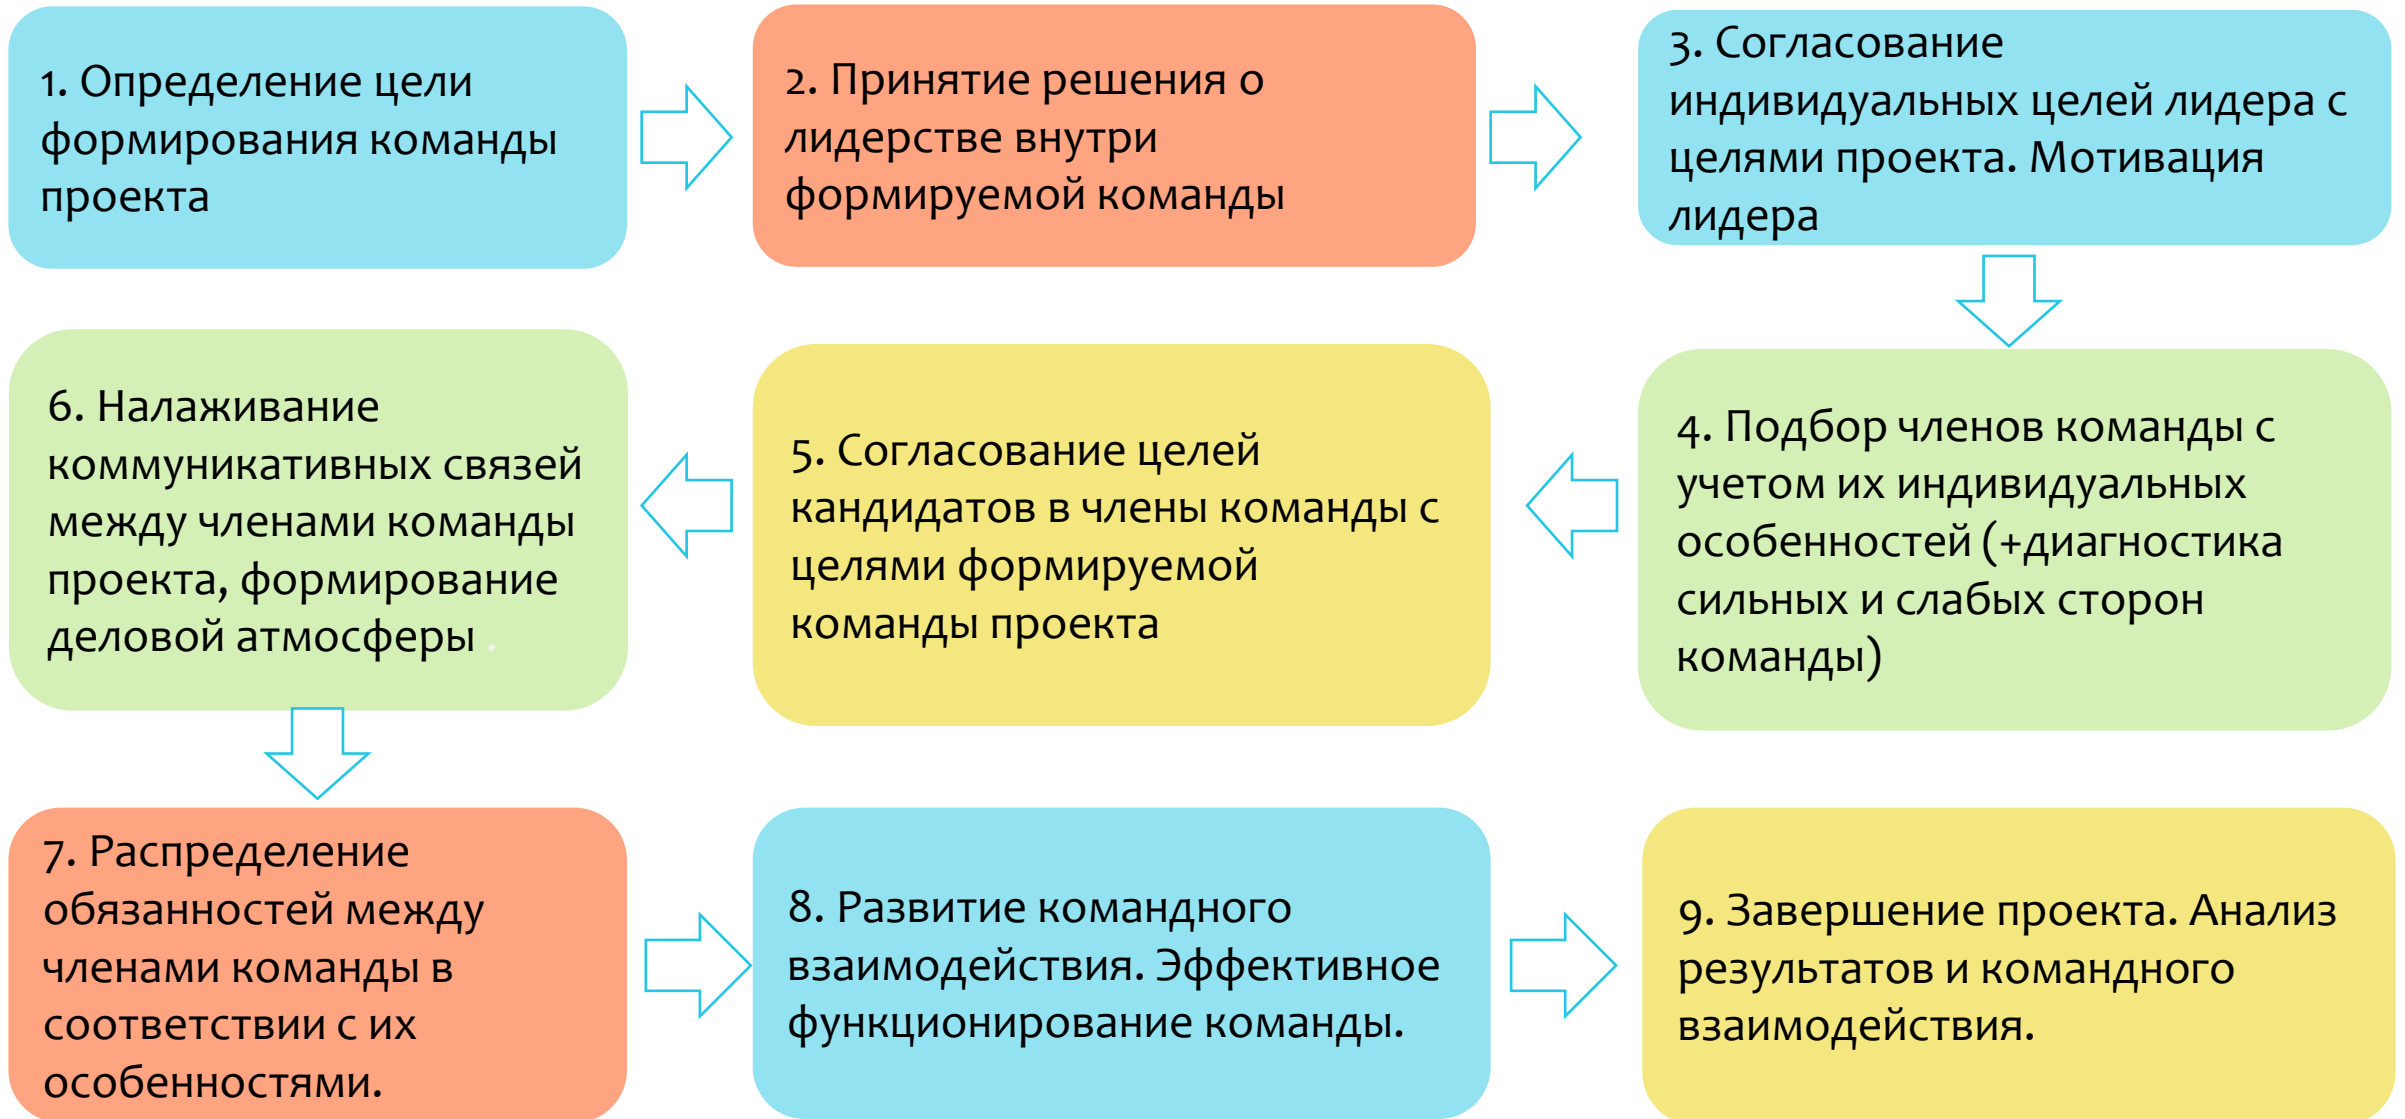 1. Определение цели
формирования команды
проекта
2. Принятие решения о
лидерстве внутри
формируемой команды
3. Согласование
индивидуальных целей лидера с
целями проекта. Мотивация
лидера
4. Подбор членов команды с
учетом их индивидуальных
особенностей (+диагностика
сильных и слабых сторон
команды)
5. Согласование целей
кандидатов в члены команды с
целями формируемой
команды проекта
6. Налаживание
коммуникативных связей
между членами команды
проекта, формирование
деловой атмосферы .
7. Распределение
обязанностей между
членами команды в
соответствии с их
особенностями.
8. Развитие командного
взаимодействия. Эффективное
функционирование команды.
9. Завершение проекта. Анализ
результатов и командного
взаимодействия.